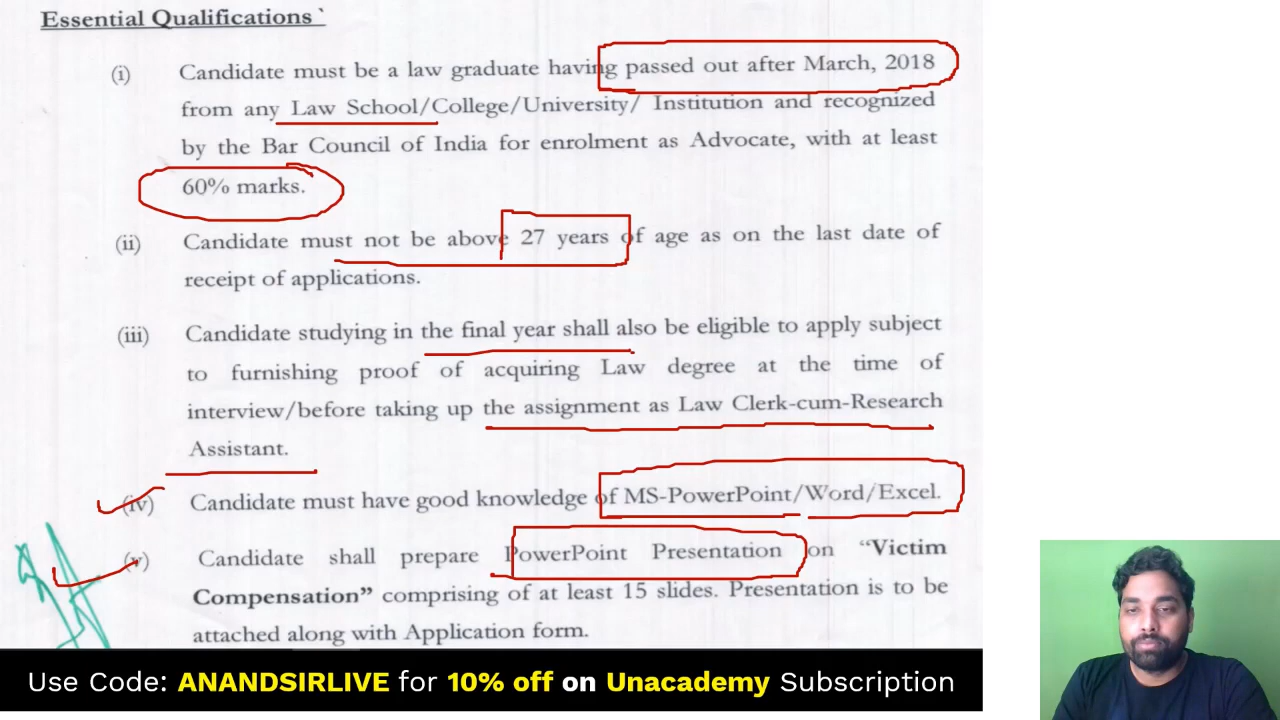 Essential Qualifications `
(i) Candidate must be a law graduate having passed out after March, 2018
from any Law School/College/University/ Institution and recognized
by the Bar Council of India for enrolment as Advocate, with at least
60% marks.
(ii) Candidate must not be above 27 years of age as on the last date of
receipt of applications.
(iii) Candidate studying in the final year shall also be eligible to apply subject
to furnishing proof of acquiring Law degree at the time of
interview/before taking up the assignment as Law Clerk-cum-Research
Assistant.
(iv) Candidate must have good knowledge of MS-PowerPoint/Word/Excel.
(v) Candidate shall prepare PowerPoint Presentation on “Victim
Compensation” comprising of at least 15 slides. Presentation is to be
attached along with Application form.
Use Code: ANANDSIRLIVE for 10% off on Unacademy Subscription